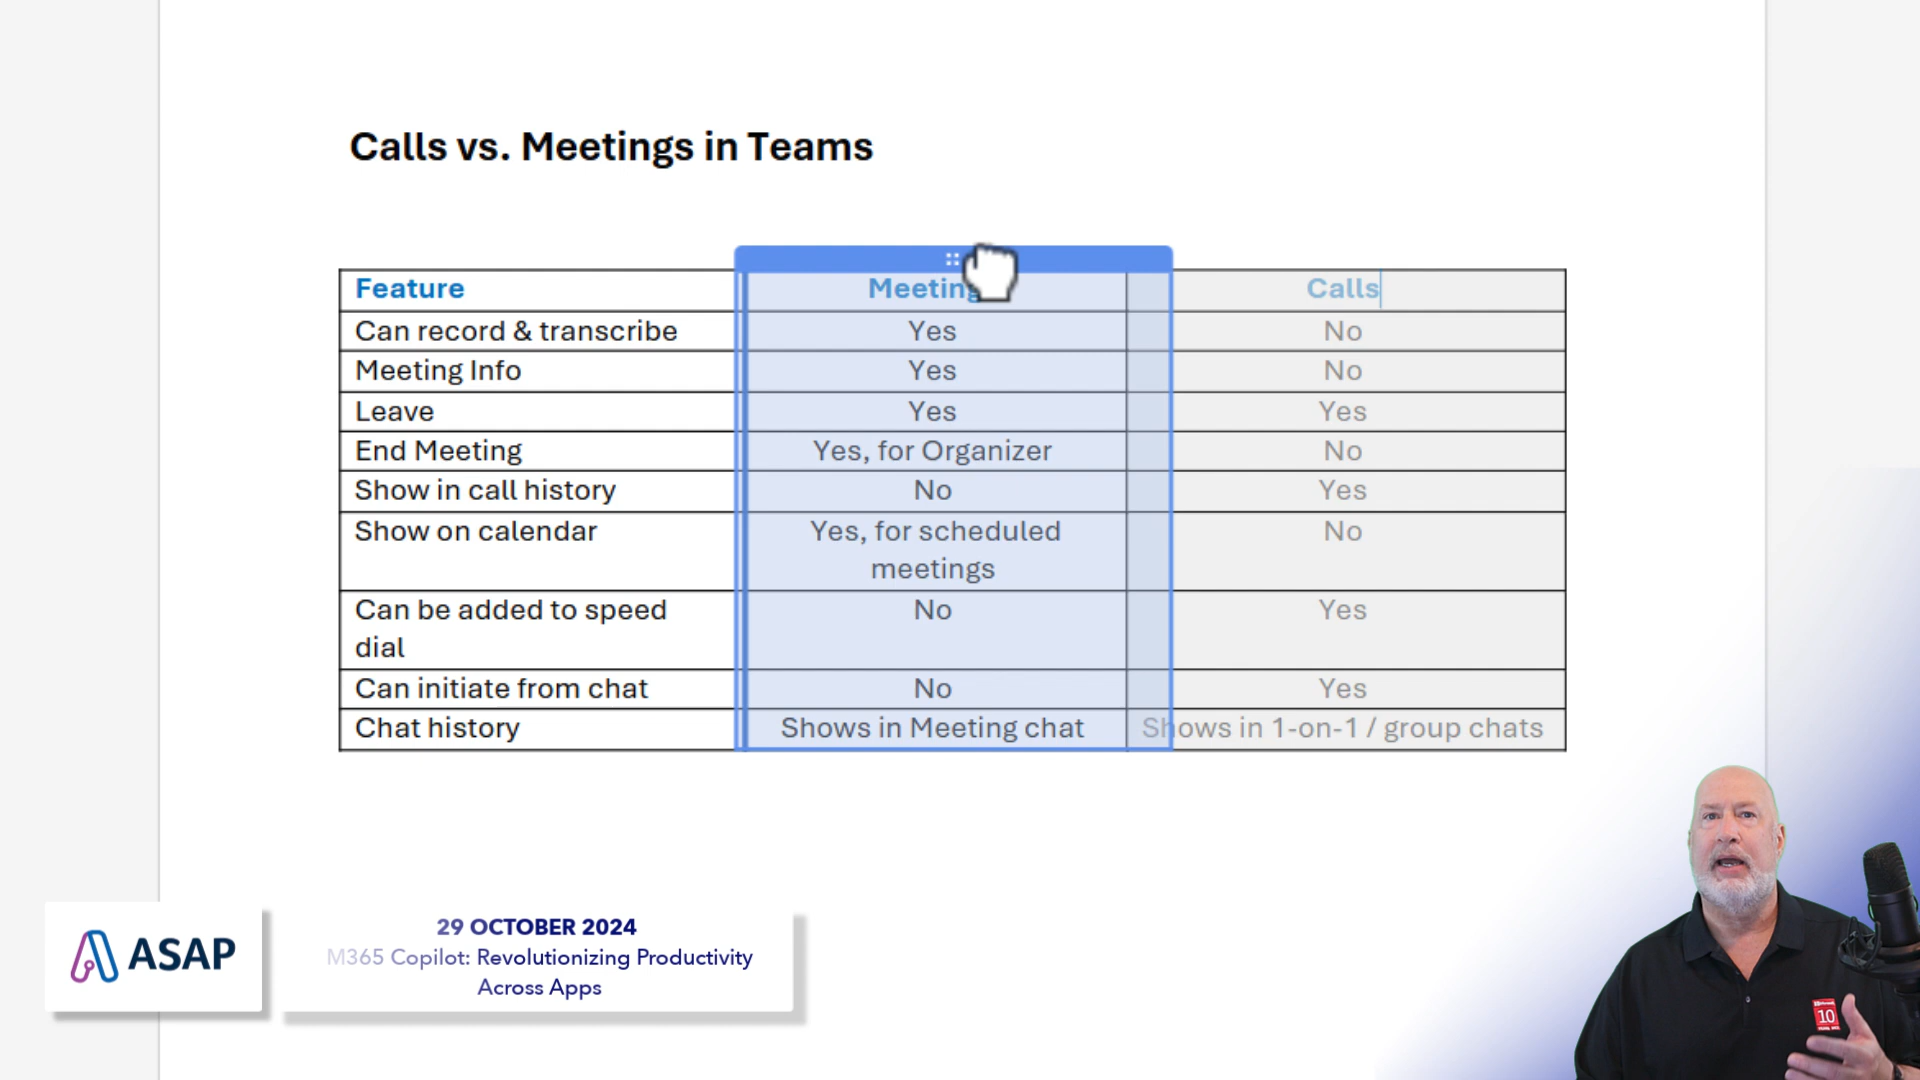 Calls vs. Meetings in Teams
Feature Meeting Calls
Can record & transcribe Yes No
Meeting Info Yes No
Leave Yes Yes
End Meeting Yes, for Organizer No
Show in call history No Yes
Show on calendar Yes, for scheduled No
meetings
Can be added to speed No Yes
dial
Can initiate from chat No Yes
Chat history Shows in Meeting chat Shows in 1-on-1 / group chats
ASAP
29 OCTOBER 2024
M365 Copilot: Revolutionizing Productivity
Across Apps
10